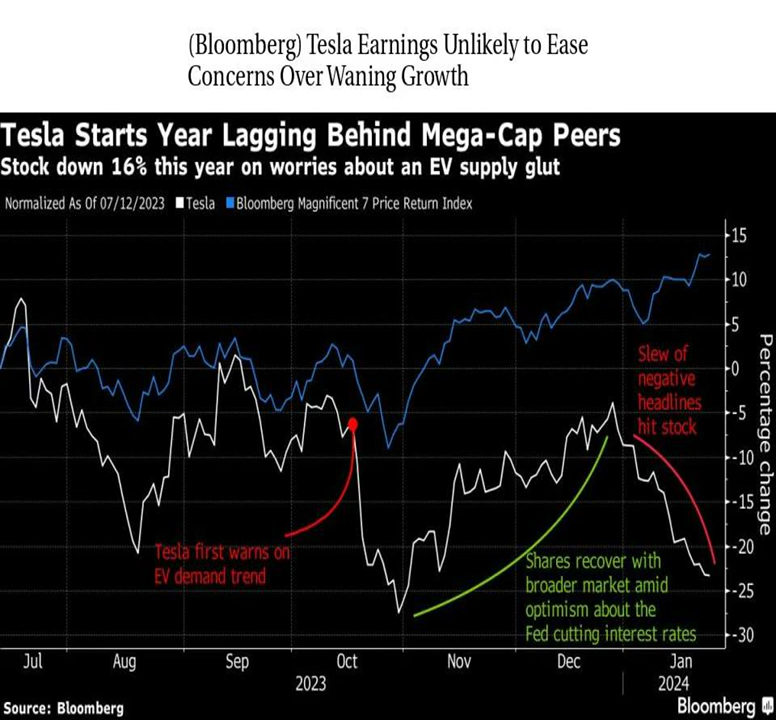 (Bloomberg) Tesla Earnings Unlikely to Ease
Concerns Over Waning Growth
Tesla Starts Year Lagging Behind Mega-Cap Peers
Stock down 16% this year on worries about an EV supply glut
Normalized As Of 07/12/2023 Tesla Bloomberg Magnificent 7 Price Return Index
15
10
5
0
-5
-10
-15
-20
-25
-30
Percentage change
Slew of
negative
headlines
hit stock
Tesla first warns on
EV demand trend
Shares recover with
broader market amid
optimism about the
Fed cutting interest rates
Jul Aug Sep Oct Nov Dec Jan
2023 2024
Source: Bloomberg
Bloomberg